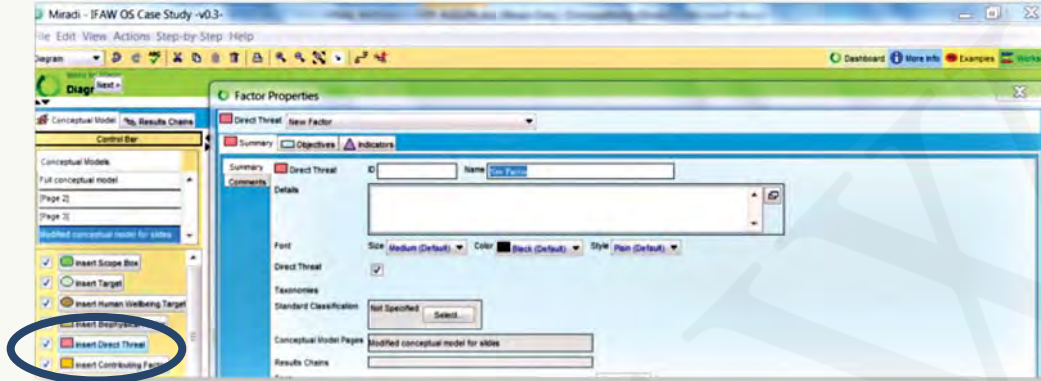 Miradi - IFAW OS Case Study -v0.3-
File Edit View Actions Step-by-Step Help
Diagram
Dashboard More Info Examples Works
Diagr Next >
Factor Properties
Conceptual Model Results Chains
Direct Threat New Factor
Control Bar
Summary Objectives Indicators
Conceptual Models
Full conceptual model
[Page 2]
[Page 3]
Modified conceptual model for slides
Summary
Comments
Direct Threat ID Name New Factor
Details
Font Size Medium (Default) Color Black (Default) Style Plain (Default)
Direct Threat
Taxonomies
Standard Classification Not Specified Select...
Conceptual Model Pages Modified conceptual model for slides
Results Chains
Insert Scope Box
Insert Target
Insert Human Wellbeing Target
Insert Biophysical
Insert Direct Threat
Insert Contributing Factor